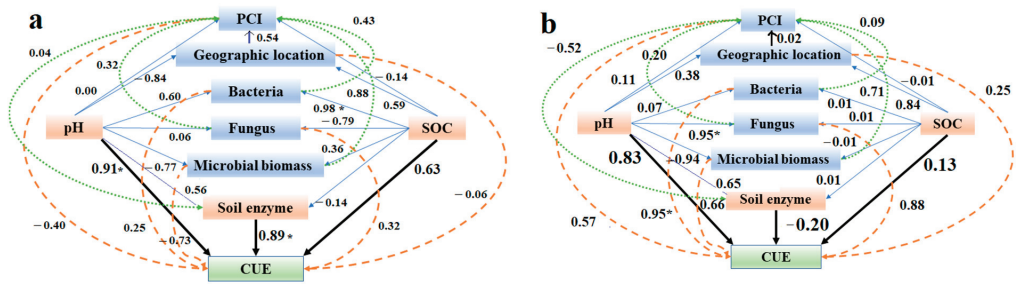 a
PCI
0.43
0.04
0.54
0.32
Geographic location
−0.84
−0.14
0.00
0.60
Bacteria
0.88
0.59
0.98 *
pH
Fungus
−0.79
SOC
0.06
0.36
0.91*
−0.77
Microbial biomass
0.63
0.56
Soil enzyme
−0.14
−0.06
−0.40
0.25
−0.73
0.89 *
0.32
CUE
b
PCI
0.09
−0.52
0.20
0.02
Geographic location
0.11
0.38
−0.01
0.07
Bacteria
0.71
0.84
0.25
0.01
pH
Fungus
0.01
SOC
0.95*
−0.01
0.83
−0.94
Microbial biomass
0.13
0.65
0.01
0.66
Soil enzyme
0.57
0.95*
−0.20
0.88
CUE